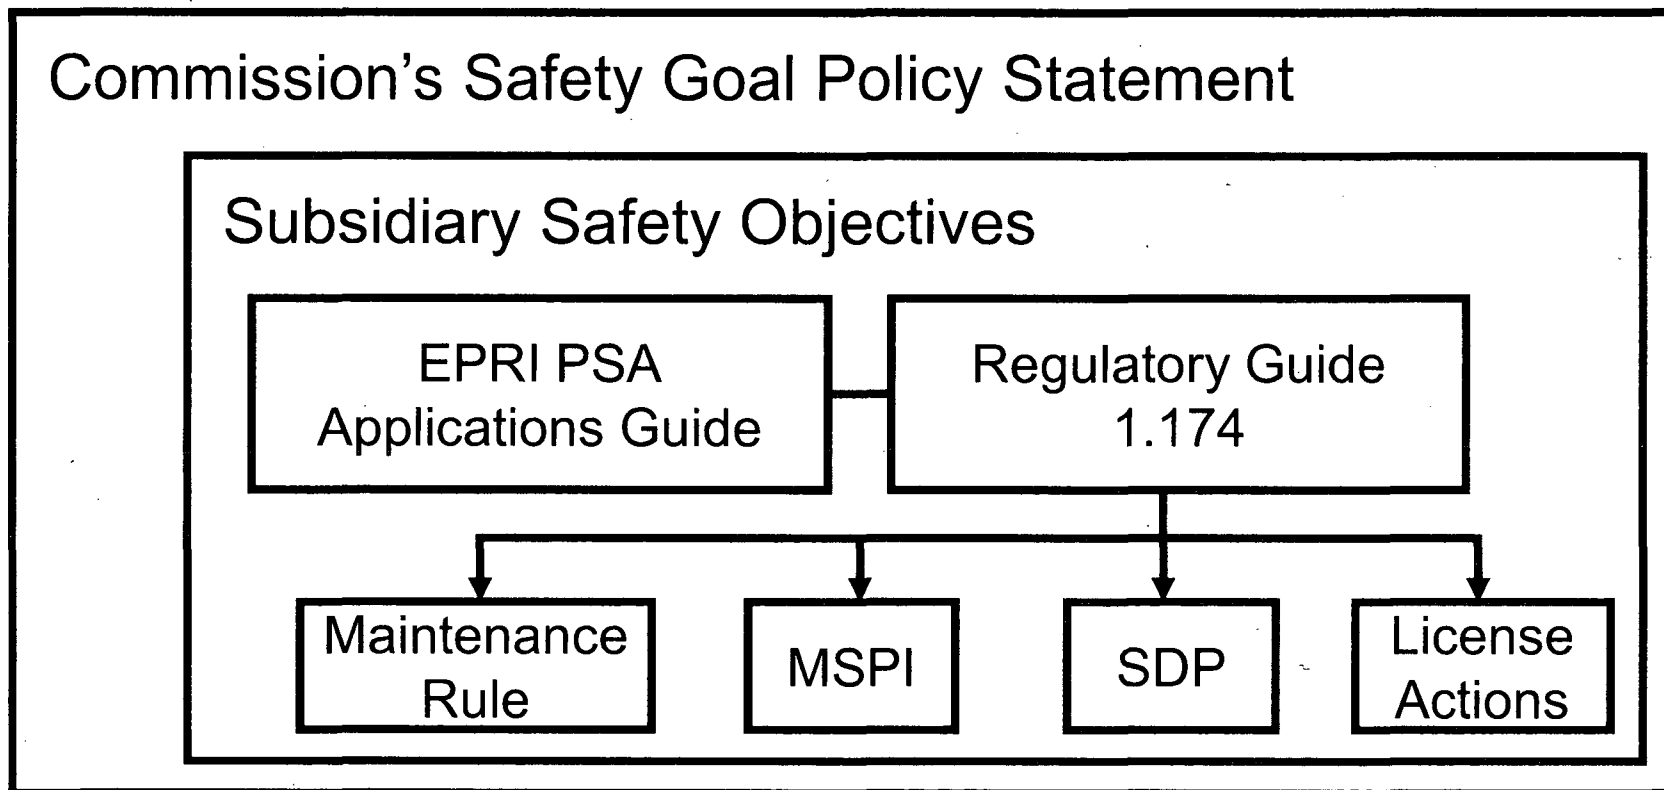 Commission's Safety Goal Policy Statement
Subsidiary Safety Objectives
EPRI PSA
Applications Guide
Regulatory Guide
1.174
Maintenance
Rule
MSPI
SDP
License
Actions